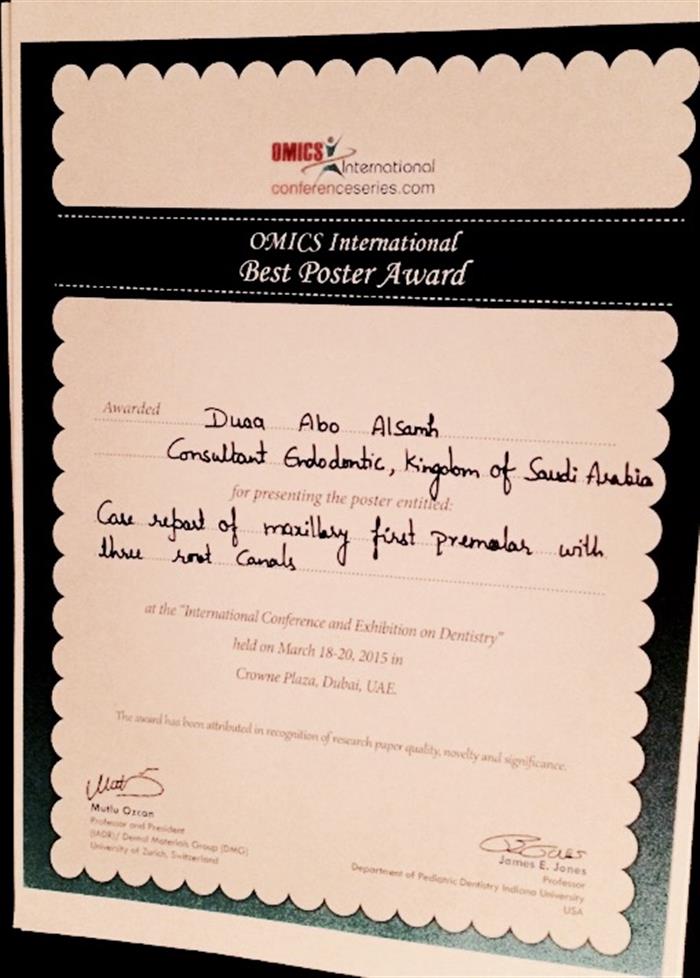 OMICS International
conferenceseries.com
OMICS International
Best Poster Award
Awarded Duaa Abo Alsamh
Consultant Endodontic, Kingdom of Saudi Arabia
for presenting the poster entitled:
Case report of maxillary first premolar with
three root Canals
at the "International Conference and Exhibition on Dentistry"
held on March 18-20, 2015 in
Crowne Plaza, Dubai, UAE.
The award has been attributed in recognition of research paper quality, novelty and significance.
Mutlu Ozcan
Professor and President
(IADR)/ Dental Materials Group (DMG)
University of Zurich, Switzerland
James E. Jones
Professor
Department of Pediatric Dentistry Indiana University
USA